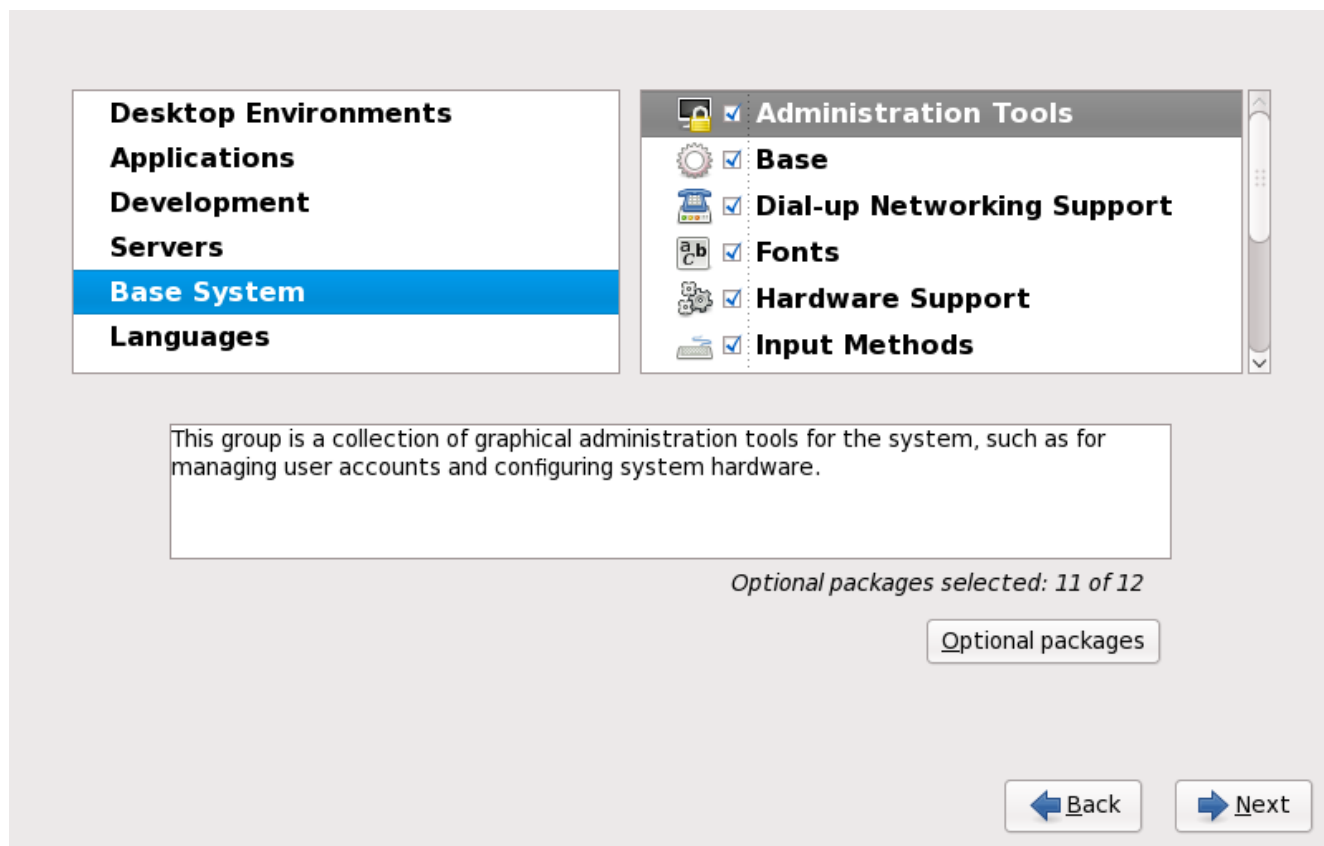 Desktop Environments
Applications
Development
Servers
Base System
Languages
Administration Tools
Base
Dial-up Networking Support
Fonts
Hardware Support
Input Methods
This group is a collection of graphical administration tools for the system, such as for
managing user accounts and configuring system hardware.
Optional packages selected: 11 of 12
Optional packages
Back
Next